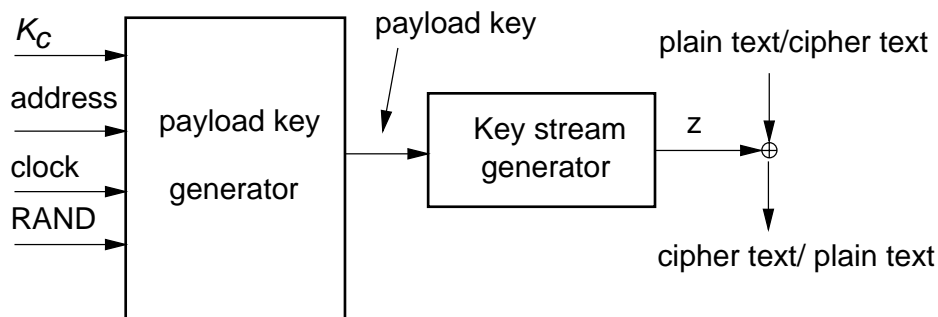 K_C
address
clock
RAND
payload key
generator
payload key
Key stream
generator
z
plain text/cipher text
cipher text/ plain text